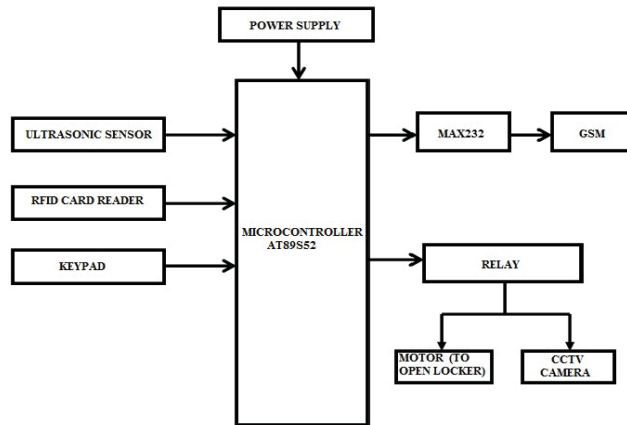 POWER SUPPLY
ULTRASONIC SENSOR
MAX232
GSM
RFID CARD READER
MICROCONTROLLER
AT89S52
KEYPAD
RELAY
MOTOR (TO
OPEN LOCKER)
CCTV
CAMERA